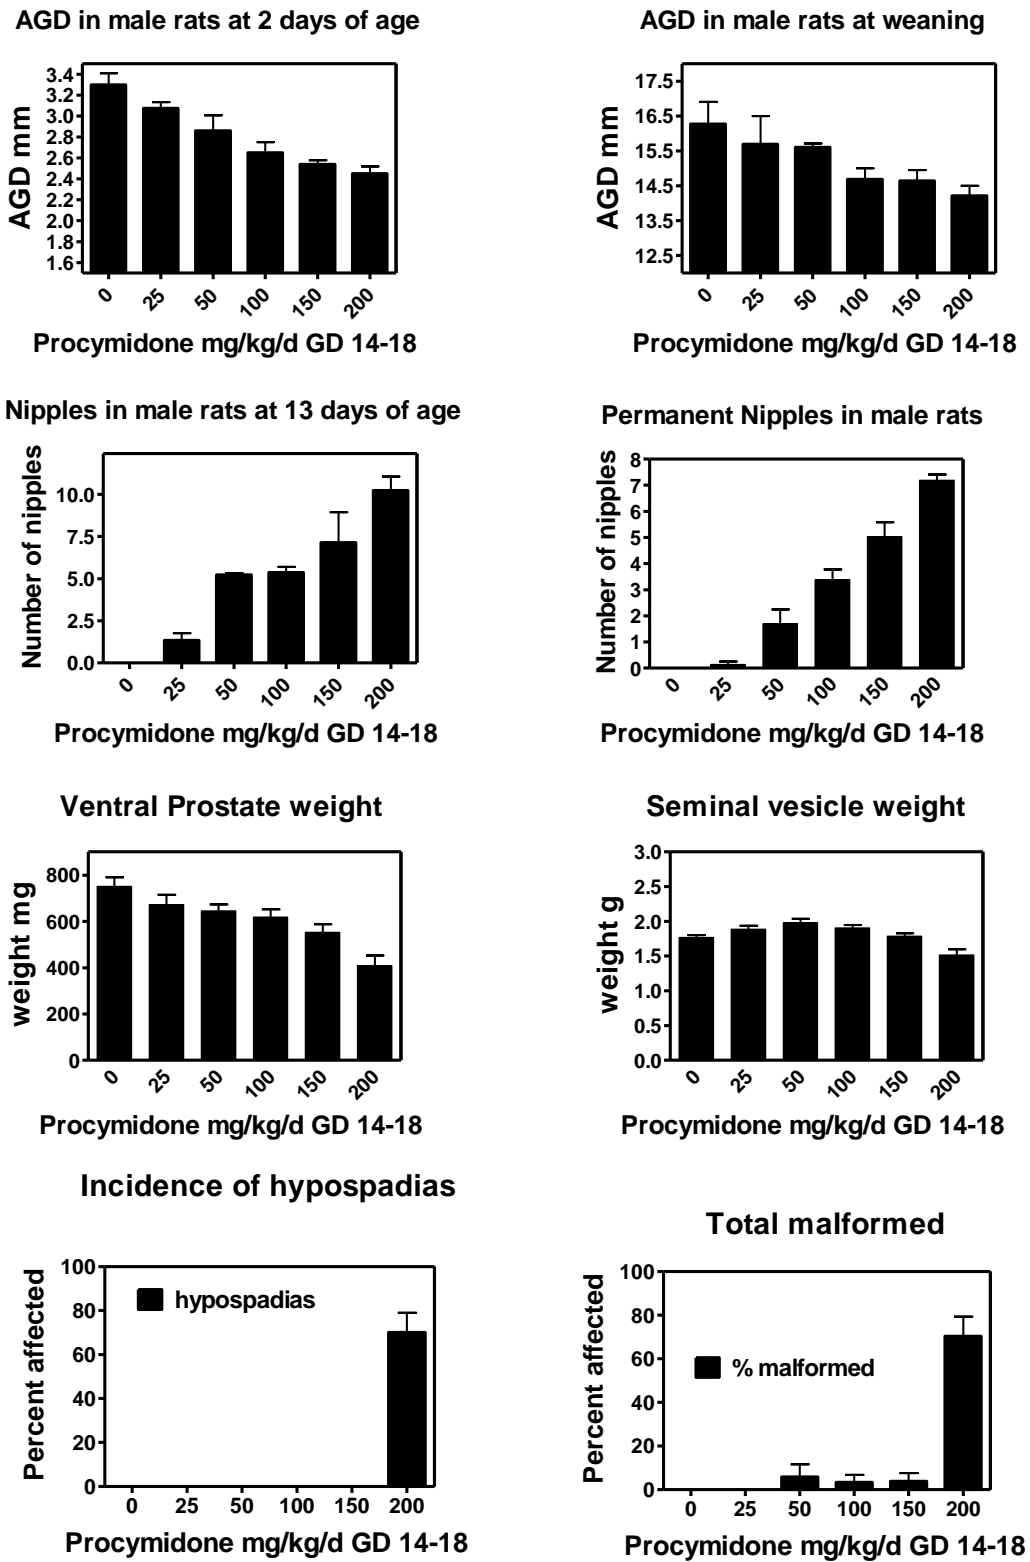 AGD in male rats at 2 days of age
AGD mm
3.4
3.2
3.0
2.8
2.6
2.4
2.2
2.0
1.8
1.6
0 25 50 100 150 200
Procymidone mg/kg/d GD 14-18
AGD in male rats at weaning
AGD mm
17.5
16.5
15.5
14.5
13.5
12.5
0 25 50 100 150 200
Procymidone mg/kg/d GD 14-18
Nipples in male rats at 13 days of age
Number of nipples
10.0
7.5
5.0
2.5
0.0
0 25 50 100 150 200
Procymidone mg/kg/d GD 14-18
Permanent Nipples in male rats
Number of nipples
8
7
6
5
4
3
2
1
0
0 25 50 100 150 200
Procymidone mg/kg/d GD 14-18
Ventral Prostate weight
weight mg
800
600
400
200
0
0 25 50 100 150 200
Procymidone mg/kg/d GD 14-18
Seminal vesicle weight
weight g
3.0
2.5
2.0
1.5
1.0
0.5
0.0
0 25 50 100 150 200
Procymidone mg/kg/d GD 14-18
Incidence of hypospadias
Percent affected
100
80
60
40
20
0
hypospadias
0 25 50 100 150 200
Procymidone mg/kg/d GD 14-18
Total malformed
Percent affected
100
80
60
40
20
0
% malformed
0 25 50 100 150 200
Procymidone mg/kg/d GD 14-18